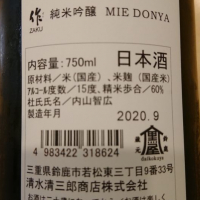 作 純米吟醸 MIE DONYA
ZAKU
内容量:750ml 日本酒
原材料/米(国産)、米麹(国産米)
アルコール度数/15度、精米歩合/60%
杜氏氏名/内山智広
製造年月 2020.9
4 983422 318624
三重県鈴鹿市若松東三丁目9番33号
清水清三郎商店株式会社